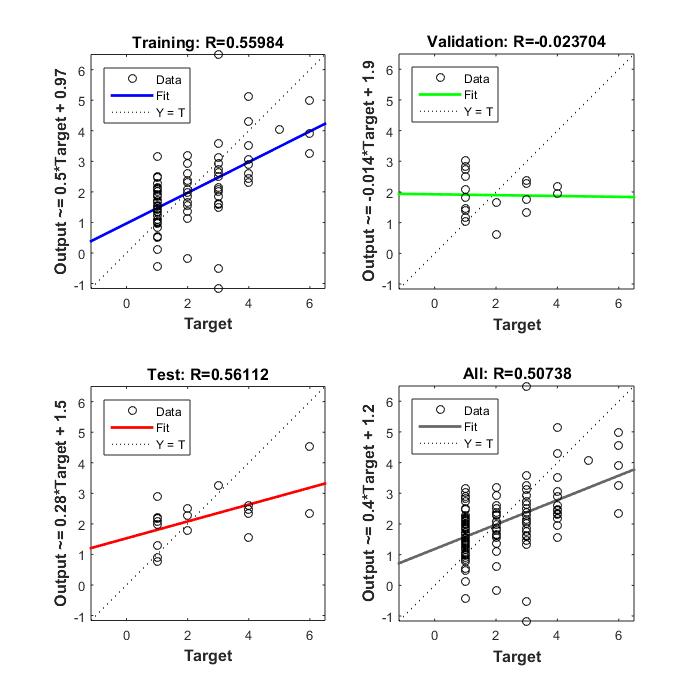 Training: R=0.55984
Output ~= 0.5*Target + 0.97
Data
Fit
Y = T
6
5
4
3
2
1
0
-1
0
2
4
6
Target
Validation: R=-0.023704
Output ~= -0.014*Target + 1.9
Data
Fit
Y = T
6
5
4
3
2
1
0
-1
0
2
4
6
Target
Test: R=0.56112
Output ~= 0.28*Target + 1.5
Data
Fit
Y = T
6
5
4
3
2
1
0
-1
0
2
4
6
Target
All: R=0.50738
Output ~= 0.4*Target + 1.2
Data
Fit
Y = T
6
5
4
3
2
1
0
-1
0
2
4
6
Target